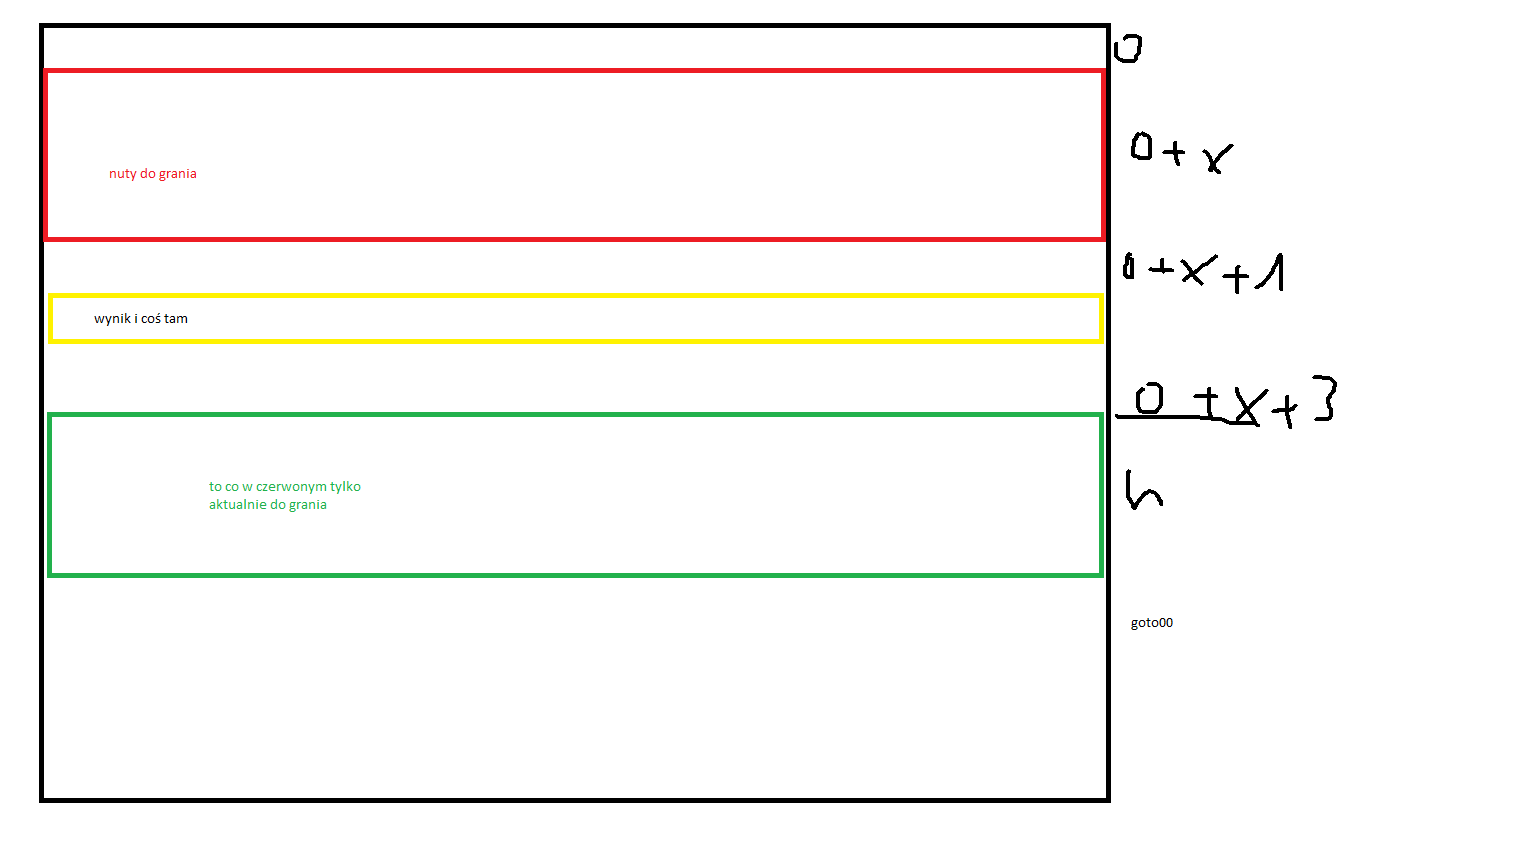 0
0+x
nuty do grania
0+x+1
wynik i coś tam
0+x+3
h
to co w czerwonym tylko
aktualnie do grania
goto00